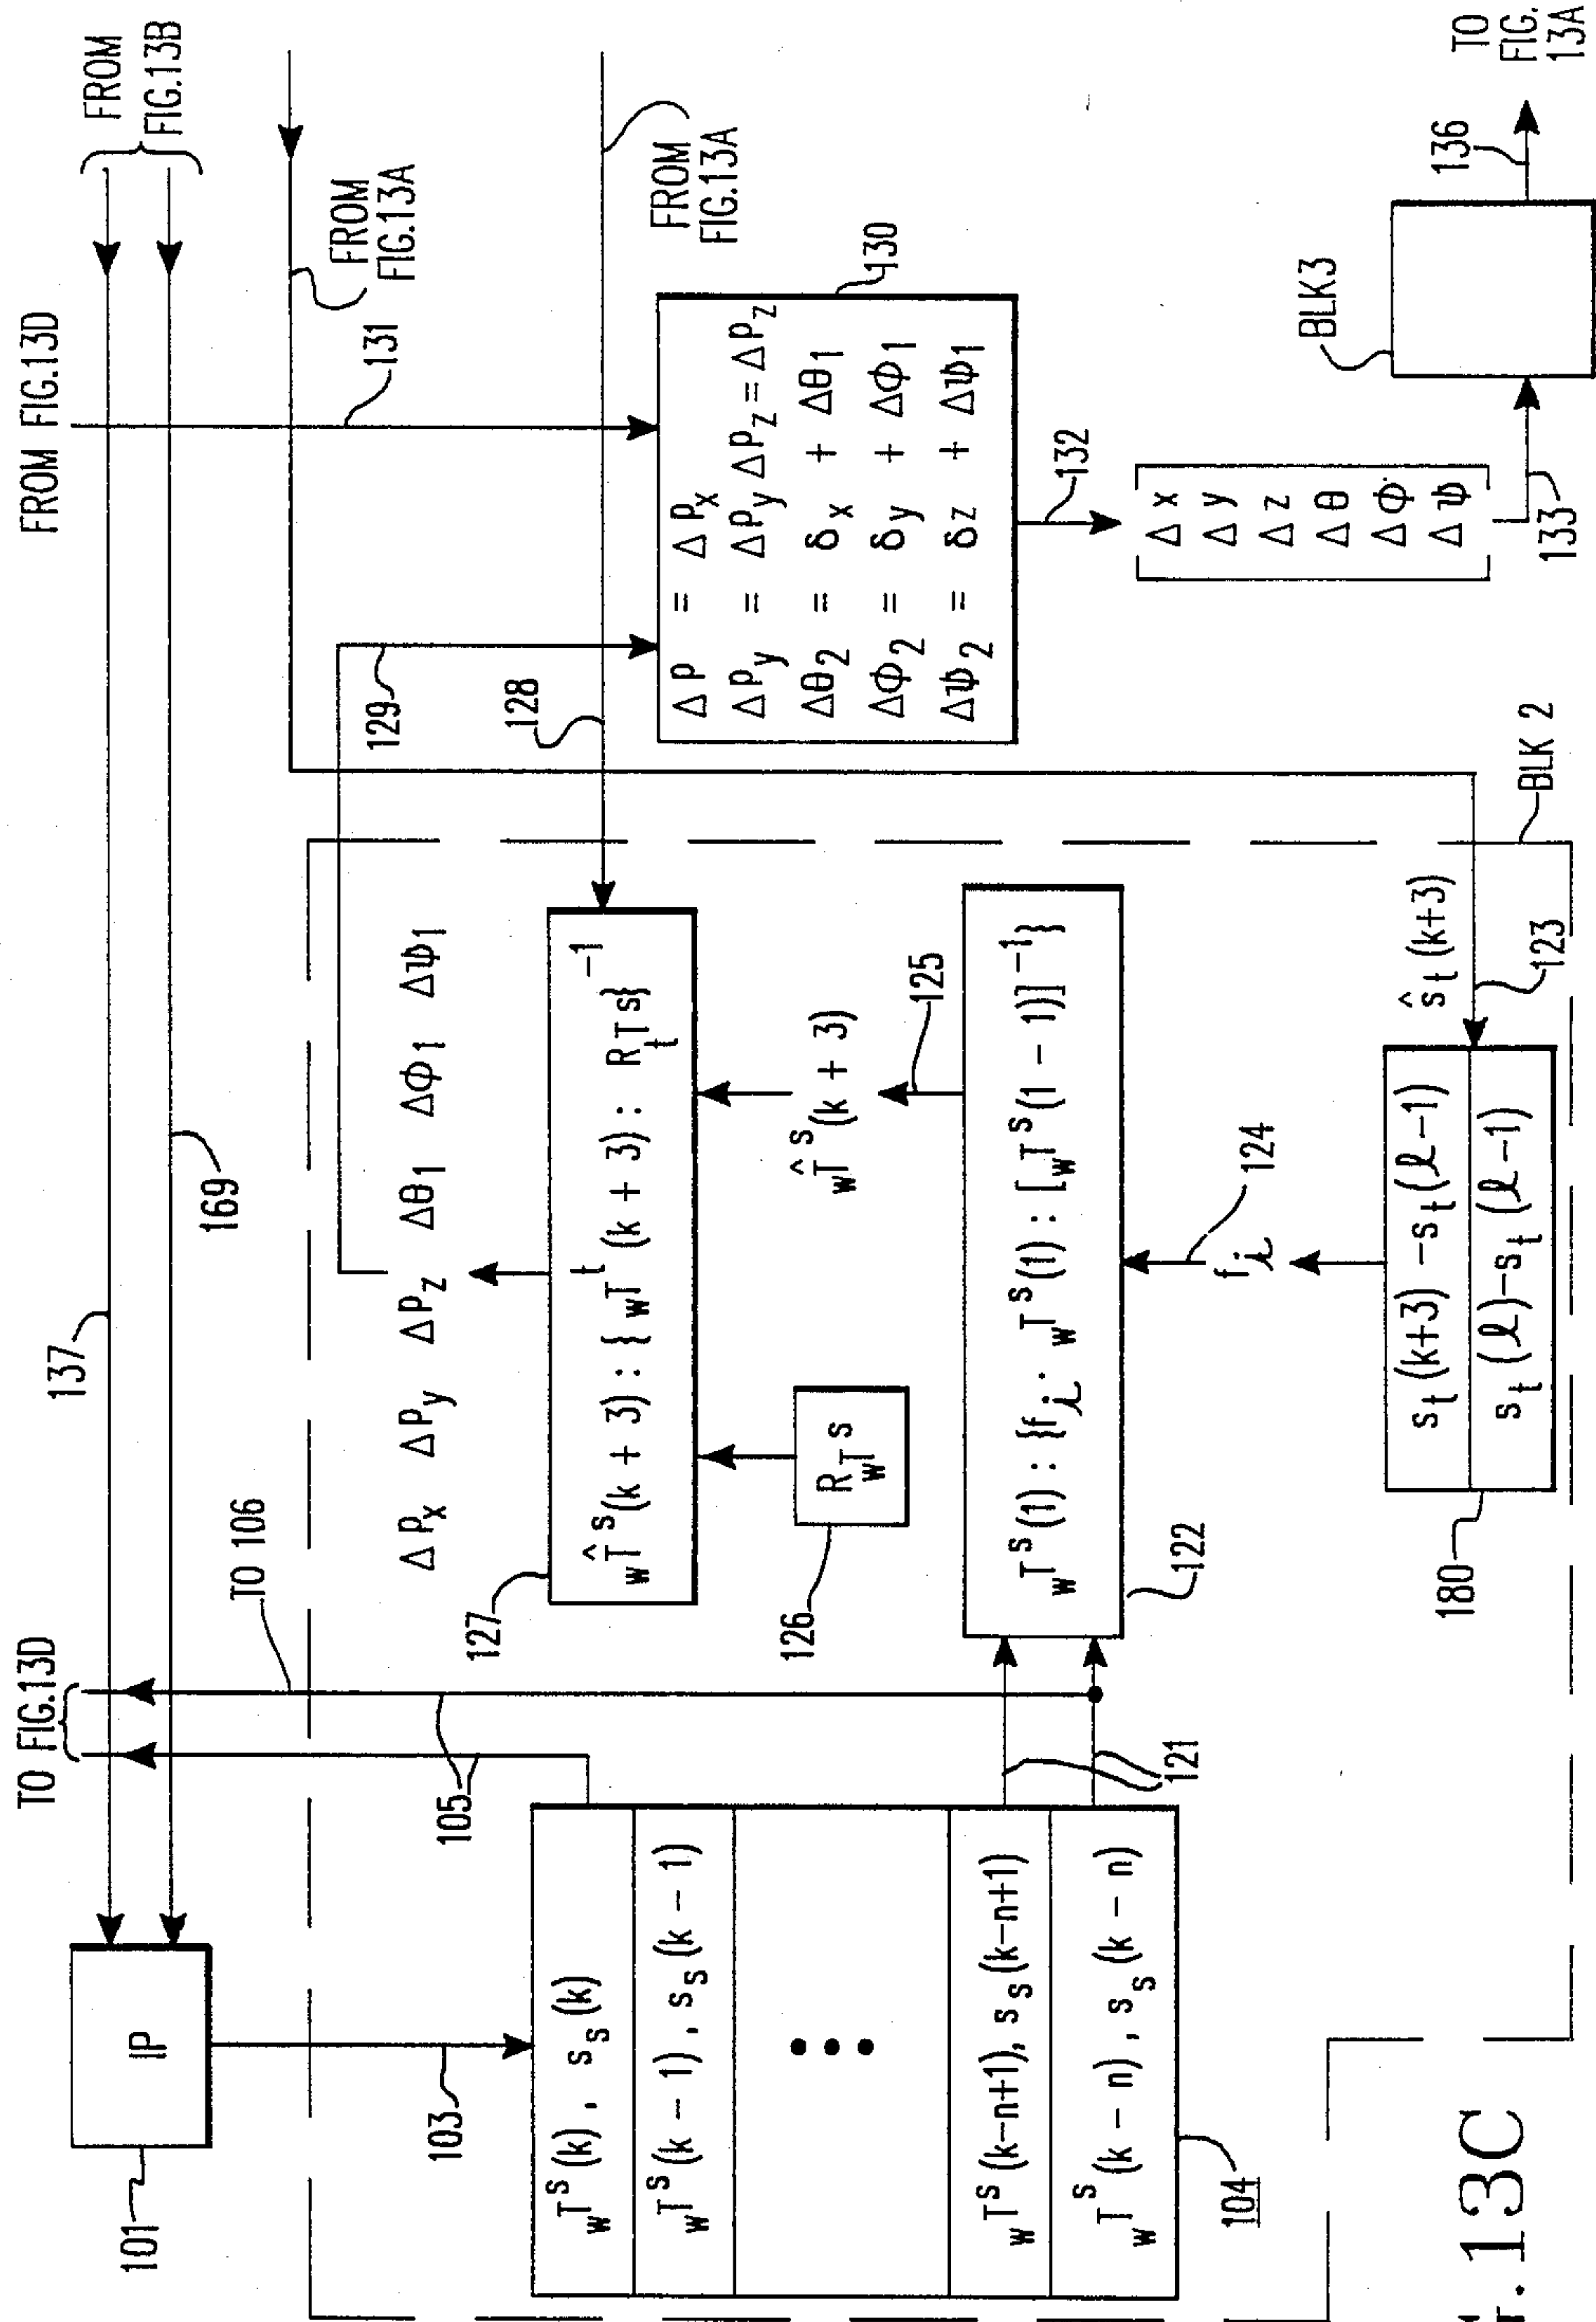 FROM FIG.13D
FROM
FIG.13B
TO FIG.13D
TO 106
137
169
FROM
FIG.13A
131
FROM
FIG.13A
101
IP
103
105
129
128
130
ΔP = ΔPx
ΔPy = ΔPy ΔPz = ΔPz
Δθ2 = δx + Δθ1
Δϕ2 = δy + Δϕ1
Δψ2 = δz + Δψ1
132
Δx
Δy
Δz
Δθ
Δϕ
Δψ
133
BLK3
136
TO
FIG.
13A
ΔPx ΔPy ΔPz Δθ1 Δϕ1 Δψ1
127
wT̂s(k + 3) : {wTt(k + 3) : RtTs}−1
126
RwTs
wT̂s(k + 3)
125
122
wTs(1) : {fi · wTs(1) : [wTs(1 − 1)]−1}
fi
124
180
st(k+3) −st(ℓ−1)
st(ℓ)−st(ℓ−1)
ŝt(k+3)
123
BLK 2
121
wTs(k), ss(k)
wTs(k − 1), ss(k − 1)
wTs(k−n+1), ss(k−n+1)
wTs(k − n), ss(k − n)
104
.13C